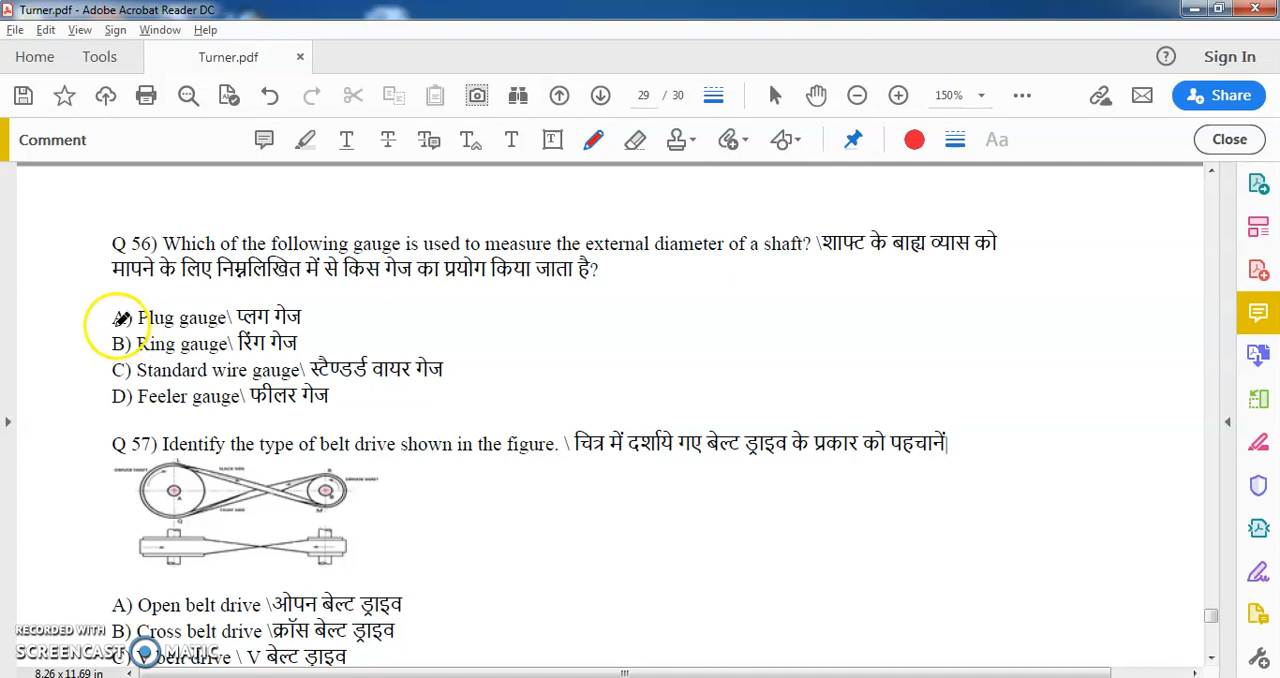 Turner.pdf - Adobe Acrobat Reader DC
File Edit View Sign Window Help
Home Tools Turner.pdf × ? Sign In
29 / 30 150% Share
Comment Close
Q 56) Which of the following gauge is used to measure the external diameter of a shaft? \शाफ्ट के बाह्य व्यास को
मापने के लिए निम्नलिखित में से किस गेज का प्रयोग किया जाता है?
A) Plug gauge\ प्लग गेज
B) Ring gauge\ रिंग गेज
C) Standard wire gauge\ स्टैण्डर्ड वायर गेज
D) Feeler gauge\ फीलर गेज
Q 57) Identify the type of belt drive shown in the figure. \ चित्र में दर्शाये गए बेल्ट ड्राइव के प्रकार को पहचानें
SLACK SIDE
TIGHT SIDE
A) Open belt drive \ओपन बेल्ट ड्राइव
B) Cross belt drive \क्रॉस बेल्ट ड्राइव
C) V belt drive \ V बेल्ट ड्राइव
RECORDED WITH
SCREENCAST MATIC
8.26 x 11.69 in